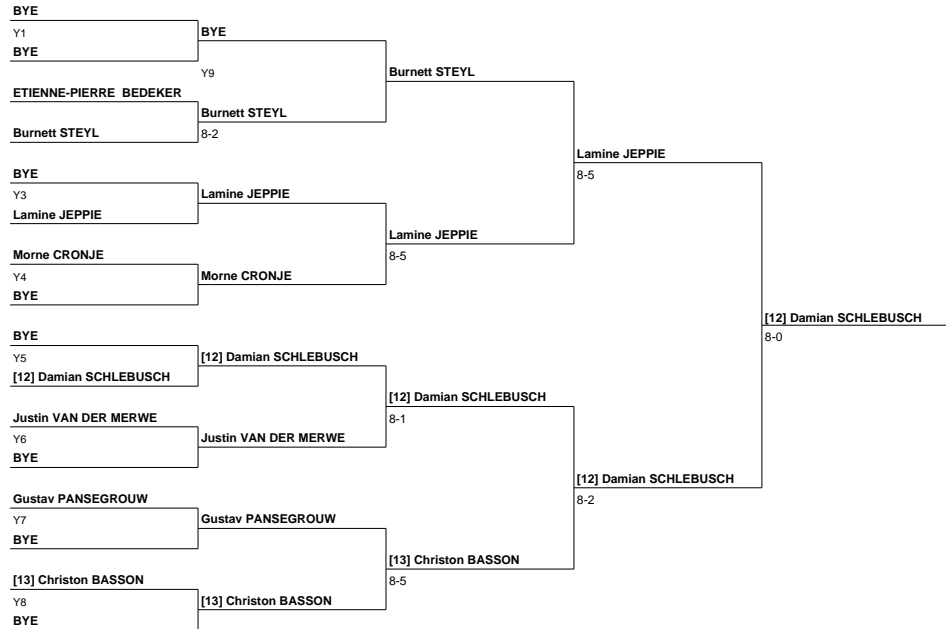 BYE
Y1
BYE
BYE
Y9
Burnett STEYL
ETIENNE-PIERRE BEDEKER
Burnett STEYL
Burnett STEYL
8-2
Lamine JEPPIE
8-5
BYE
Y3
Lamine JEPPIE
Lamine JEPPIE
Lamine JEPPIE
8-5
Morne CRONJE
Y4
Morne CRONJE
BYE
[12] Damian SCHLEBUSCH
8-0
BYE
Y5
[12] Damian SCHLEBUSCH
[12] Damian SCHLEBUSCH
[12] Damian SCHLEBUSCH
8-1
Justin VAN DER MERWE
Y6
Justin VAN DER MERWE
BYE
[12] Damian SCHLEBUSCH
8-2
Gustav PANSEGROUW
Y7
Gustav PANSEGROUW
BYE
[13] Christon BASSON
8-5
[13] Christon BASSON
Y8
[13] Christon BASSON
BYE